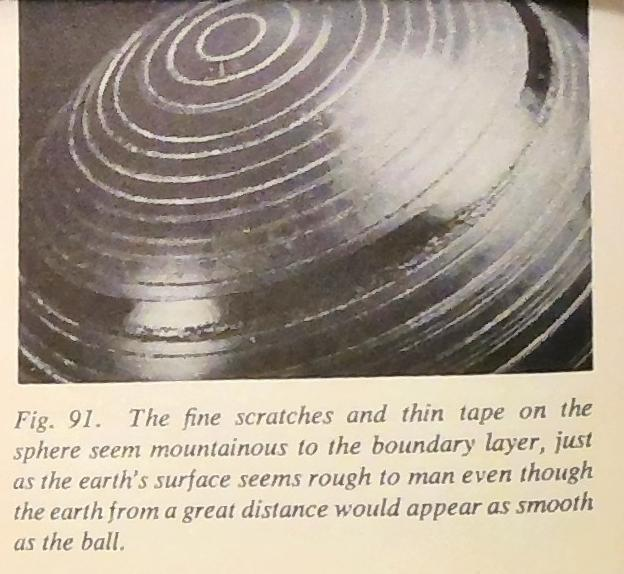 Fig. 91. The fine scratches and thin tape on the
sphere seem mountainous to the boundary layer, just
as the earth's surface seems rough to man even though
the earth from a great distance would appear as smooth
as the ball.